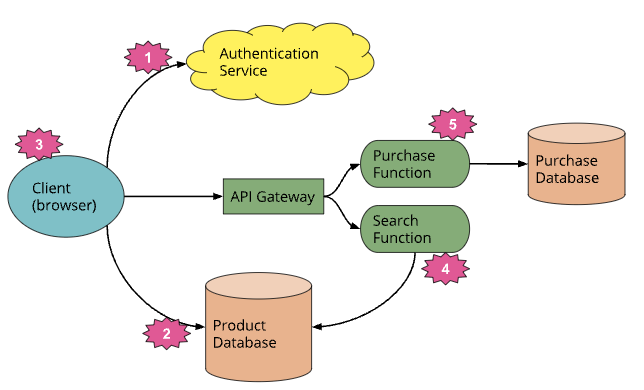 1
Authentication
Service
3
Client
(browser)
API Gateway
5
Purchase
Function
Purchase
Database
Search
Function
4
2
Product
Database